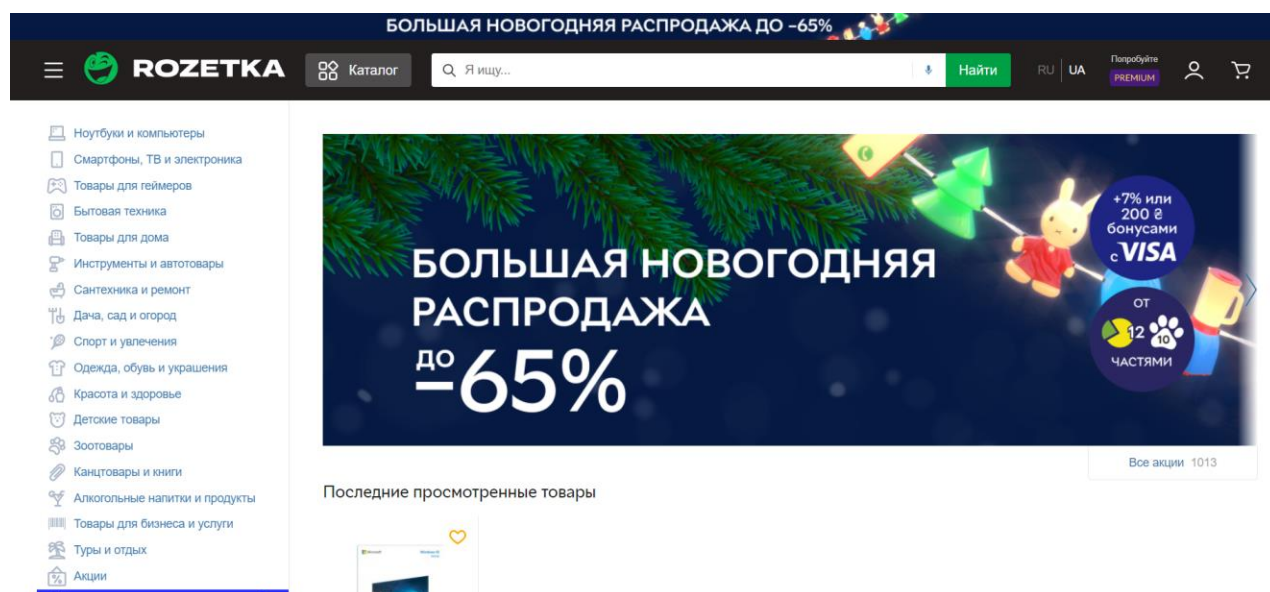 БОЛЬШАЯ НОВОГОДНЯЯ РАСПРОДАЖА ДО –65%
ROZETKA
Каталог
Я ищу...
Найти
RU UA
Попробуйте
PREMIUM
Ноутбуки и компьютеры
Смартфоны, ТВ и электроника
Товары для геймеров
Бытовая техника
Товары для дома
Инструменты и автотовары
Сантехника и ремонт
Дача, сад и огород
Спорт и увлечения
Одежда, обувь и украшения
Красота и здоровье
Детские товары
Зоотовары
Канцтовары и книги
Алкогольные напитки и продукты
Товары для бизнеса и услуги
Туры и отдых
Акции
БОЛЬШАЯ НОВОГОДНЯЯ
РАСПРОДАЖА
ДО –65%
+7% или
200 ₴
бонусами
с VISA
ОТ
12 10
ЧАСТЯМИ
Все акции 1013
Последние просмотренные товары
Microsoft